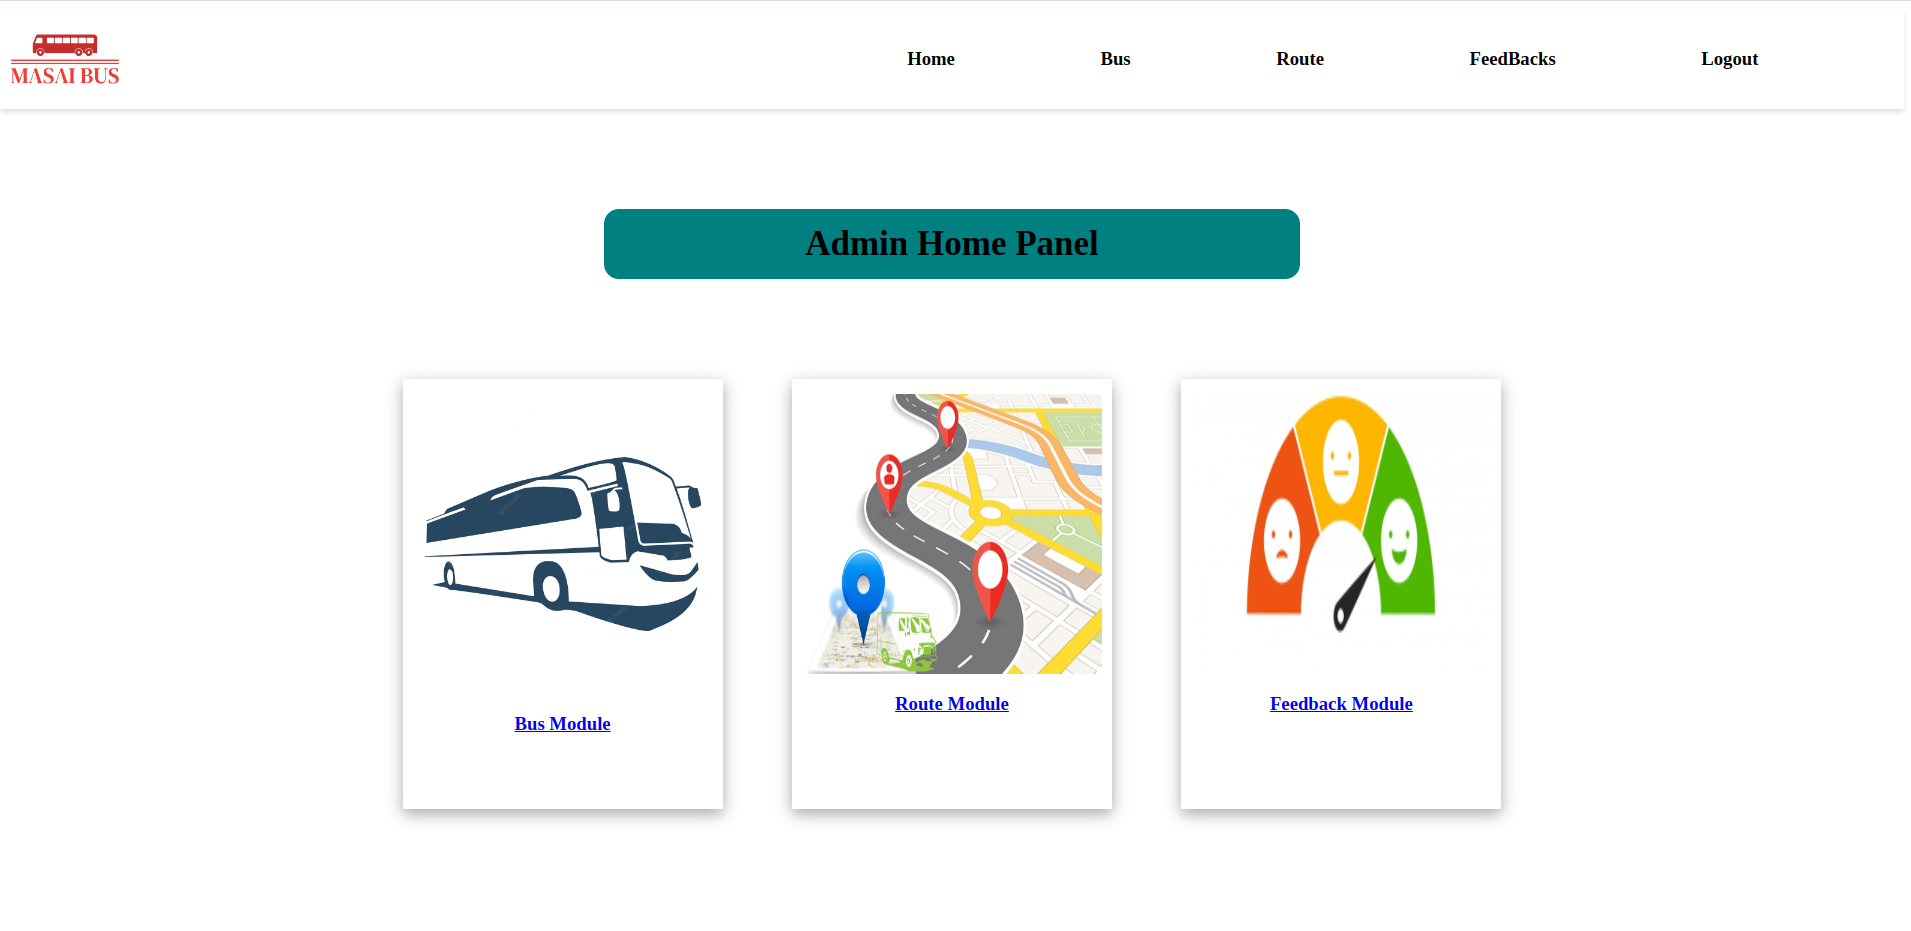 MASAI BUS
Home Bus Route FeedBacks Logout
Admin Home Panel
Bus Module
Route Module
Feedback Module